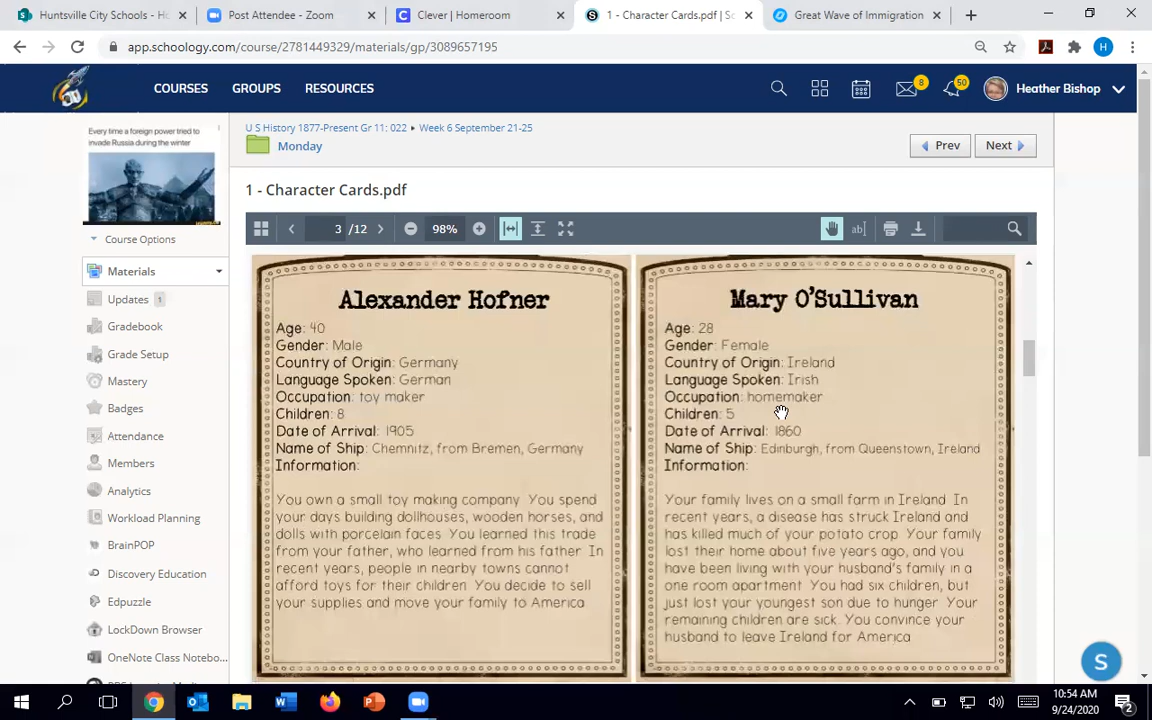 Huntsville City Schools - Ho
Post Attendee - Zoom
Clever | Homeroom
1 - Character Cards.pdf | Sc
Great Wave of Immigration
app.schoology.com/course/2781449329/materials/gp/3089657195
H
COURSES
GROUPS
RESOURCES
8
50
Heather Bishop
Every time a foreign power tried to
invade Russia during the winter
U S History 1877-Present Gr 11; 022
Week 6 September 21-25
Monday
Prev
Next
1 - Character Cards.pdf
3 /12
98%
Course Options
Materials
Updates 1
Gradebook
Grade Setup
Mastery
Badges
Attendance
Members
Analytics
Workload Planning
BrainPOP
Discovery Education
Edpuzzle
LockDown Browser
OneNote Class Notebo...
Alexander Hofner
Age: 40
Gender: Male
Country of Origin: Germany
Language Spoken: German
Occupation: toy maker
Children: 8
Date of Arrival: 1905
Name of Ship: Chemnitz, from Bremen, Germany
Information:
You own a small toy making company. You spend
your days building dollhouses, wooden horses, and
dolls with porcelain faces. You learned this trade
from your father, who learned from his father. In
recent years, people in nearby towns cannot
afford toys for their children. You decide to sell
your supplies and move your family to America.
Mary O'Sullivan
Age: 28
Gender: Female
Country of Origin: Ireland
Language Spoken: Irish
Occupation: homemaker
Children: 5
Date of Arrival: 1860
Name of Ship: Edinburgh, from Queenstown, Ireland
Information:
Your family lives on a small farm in Ireland. In
recent years, a disease has struck Ireland and
has killed much of your potato crop. Your family
lost their home about five years ago, and you
have been living with your husband's family in a
one room apartment. You had six children, but
just lost your youngest son due to hunger. Your
remaining children are sick. You convince your
husband to leave Ireland for America.
S
10:54 AM
9/24/2020
2